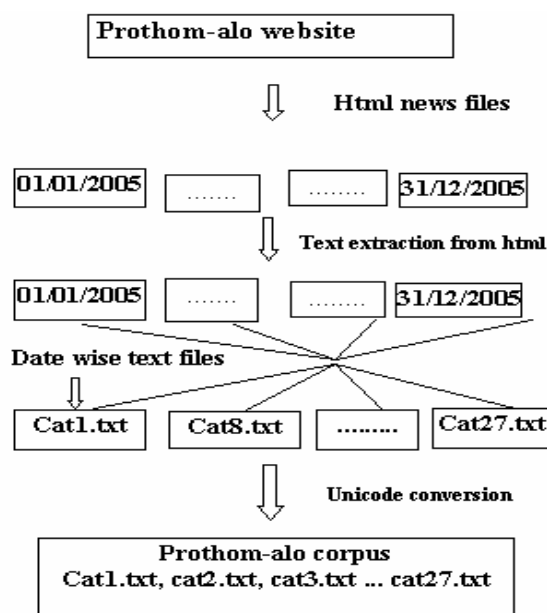 Prothom-alo website
Html news files
01/01/2005 ....... ........ 31/12/2005
Text extraction from html
01/01/2005 ....... ........ 31/12/2005
Date wise text files
Cat1.txt Cat8.txt ......... Cat27.txt
Unicode conversion
Prothom-alo corpus
Cat1.txt, cat2.txt, cat3.txt ... cat27.txt